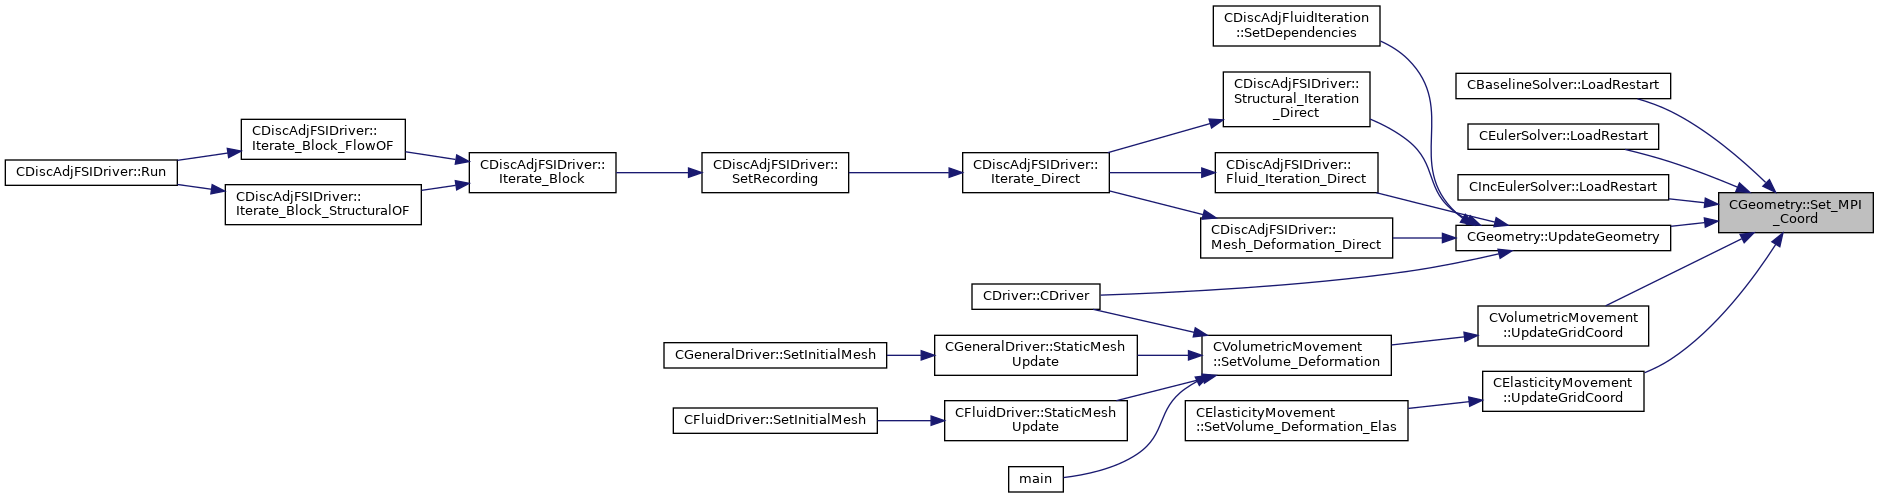 CDiscAdjFluidIteration
::SetDependencies
CDiscAdjFSIDriver::
Structural_Iteration
_Direct
CBaselineSolver::LoadRestart
CEulerSolver::LoadRestart
CDiscAdjFSIDriver::
Iterate_Block_FlowOF
CDiscAdjFSIDriver::Run
CDiscAdjFSIDriver::
Iterate_Block
CDiscAdjFSIDriver::
SetRecording
CDiscAdjFSIDriver::
Iterate_Direct
CDiscAdjFSIDriver::
Fluid_Iteration_Direct
CIncEulerSolver::LoadRestart
CGeometry::Set_MPI
_Coord
CDiscAdjFSIDriver::
Iterate_Block_StructuralOF
CDiscAdjFSIDriver::
Mesh_Deformation_Direct
CGeometry::UpdateGeometry
CDriver::CDriver
CVolumetricMovement
::UpdateGridCoord
CGeneralDriver::SetInitialMesh
CGeneralDriver::StaticMesh
Update
CVolumetricMovement
::SetVolume_Deformation
CElasticityMovement
::UpdateGridCoord
CFluidDriver::SetInitialMesh
CFluidDriver::StaticMesh
Update
CElasticityMovement
::SetVolume_Deformation_Elas
main